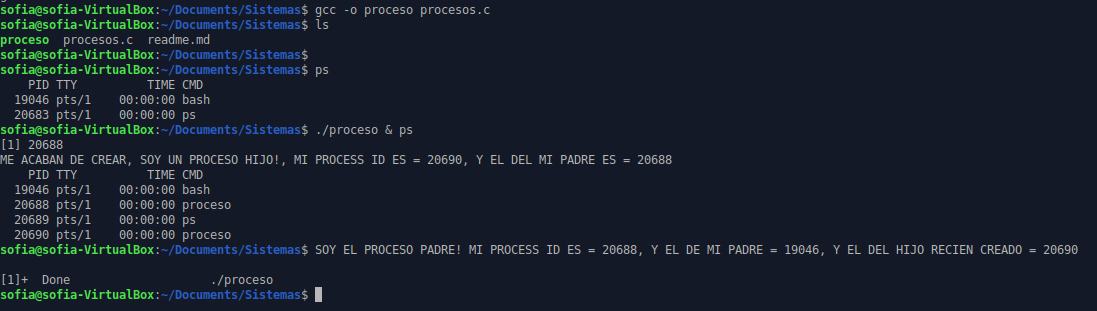 sofia@sofia-VirtualBox:~/Documents/Sistemas$ gcc -o proceso procesos.c
sofia@sofia-VirtualBox:~/Documents/Sistemas$ ls
proceso  procesos.c  readme.md
sofia@sofia-VirtualBox:~/Documents/Sistemas$
sofia@sofia-VirtualBox:~/Documents/Sistemas$ ps
    PID TTY          TIME CMD
  19046 pts/1    00:00:00 bash
  20683 pts/1    00:00:00 ps
sofia@sofia-VirtualBox:~/Documents/Sistemas$ ./proceso & ps
[1] 20688
ME ACABAN DE CREAR, SOY UN PROCESO HIJO!, MI PROCESS ID ES = 20690, Y EL DEL MI PADRE ES = 20688
    PID TTY          TIME CMD
  19046 pts/1    00:00:00 bash
  20688 pts/1    00:00:00 proceso
  20689 pts/1    00:00:00 ps
  20690 pts/1    00:00:00 proceso
sofia@sofia-VirtualBox:~/Documents/Sistemas$ SOY EL PROCESO PADRE! MI PROCESS ID ES = 20688, Y EL DE MI PADRE = 19046, Y EL DEL HIJO RECIEN CREADO = 20690
[1]+  Done                    ./proceso
sofia@sofia-VirtualBox:~/Documents/Sistemas$